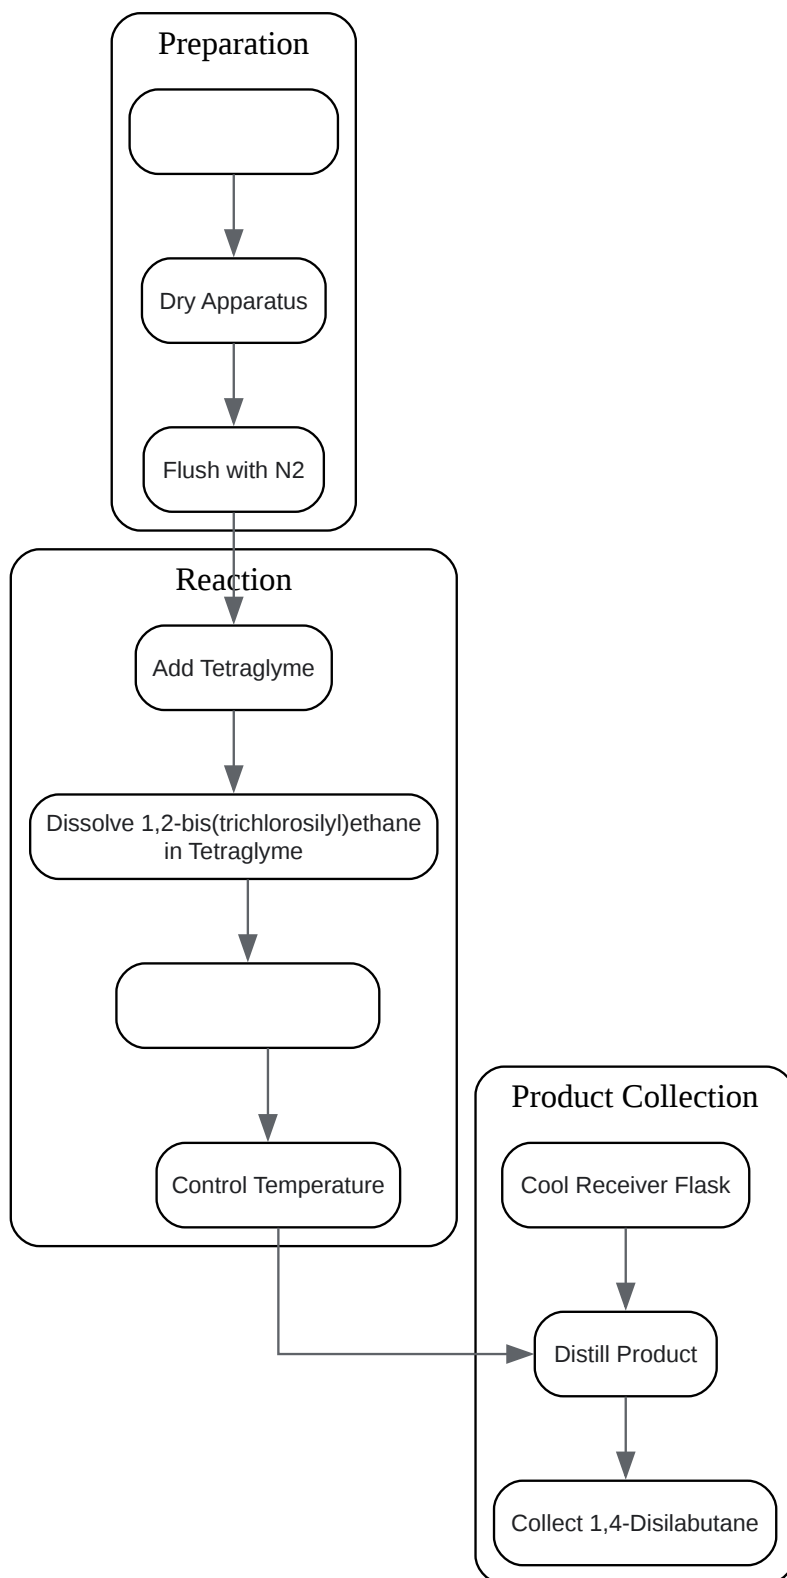 Preparation
Dry Apparatus
Flush with N2
Reaction
Add Tetraglyme
Dissolve 1,2-bis(trichlorosilyl)ethane
in Tetraglyme
Control Temperature
Product Collection
Cool Receiver Flask
Distill Product
Collect 1,4-Disilabutane